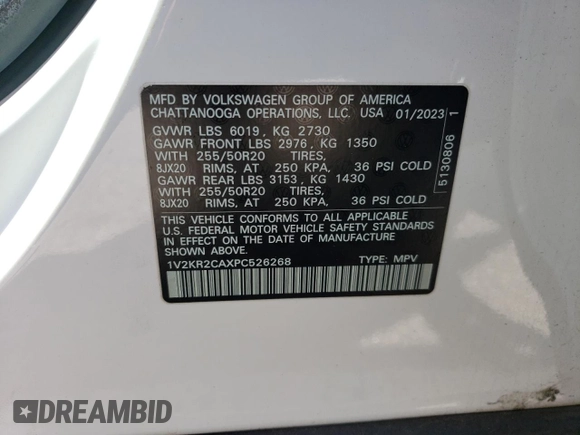 MFD. BY VOLKSWAGEN GROUP OF AMERICA
CHATTANOOGA OPERATIONS, LLC. USA 01/2023
GVWR LBS 6019, KG 2730
GAWR FRONT LBS 2976, KG 1350
WITH 255/50R20 TIRES,
8JX20 RIMS, AT 250 KPA, 36 PSI COLD
GAWR REAR LBS 3153, KG 1430
WITH 255/50R20 TIRES,
8JX20 RIMS, AT 250 KPA, 36 PSI COLD
THIS VEHICLE CONFORMS TO ALL APPLICABLE
U.S. FEDERAL MOTOR VEHICLE SAFETY STANDARDS
IN EFFECT ON THE DATE OF MANUFACTURE
SHOWN ABOVE.
1V2KR2CAXPC526268 TYPE: MPV
5130806 1
DREAMBID